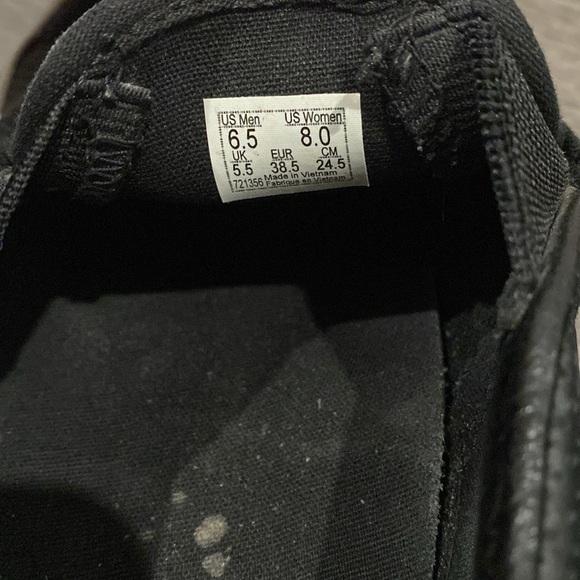 US Men US Women
6.5 8.0
UK EUR CM
5.5 38.5 24.5
721356 Made in Vietnam
Fabriqué en Vietnam